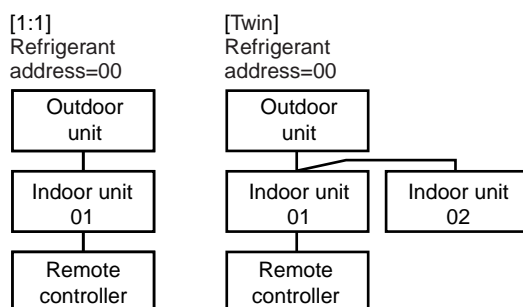 [1:1]
Refrigerant
address=00
Outdoor
unit
Indoor unit
01
Remote
controller
[Twin]
Refrigerant
address=00
Outdoor
unit
Indoor unit
01
Indoor unit
02
Remote
controller